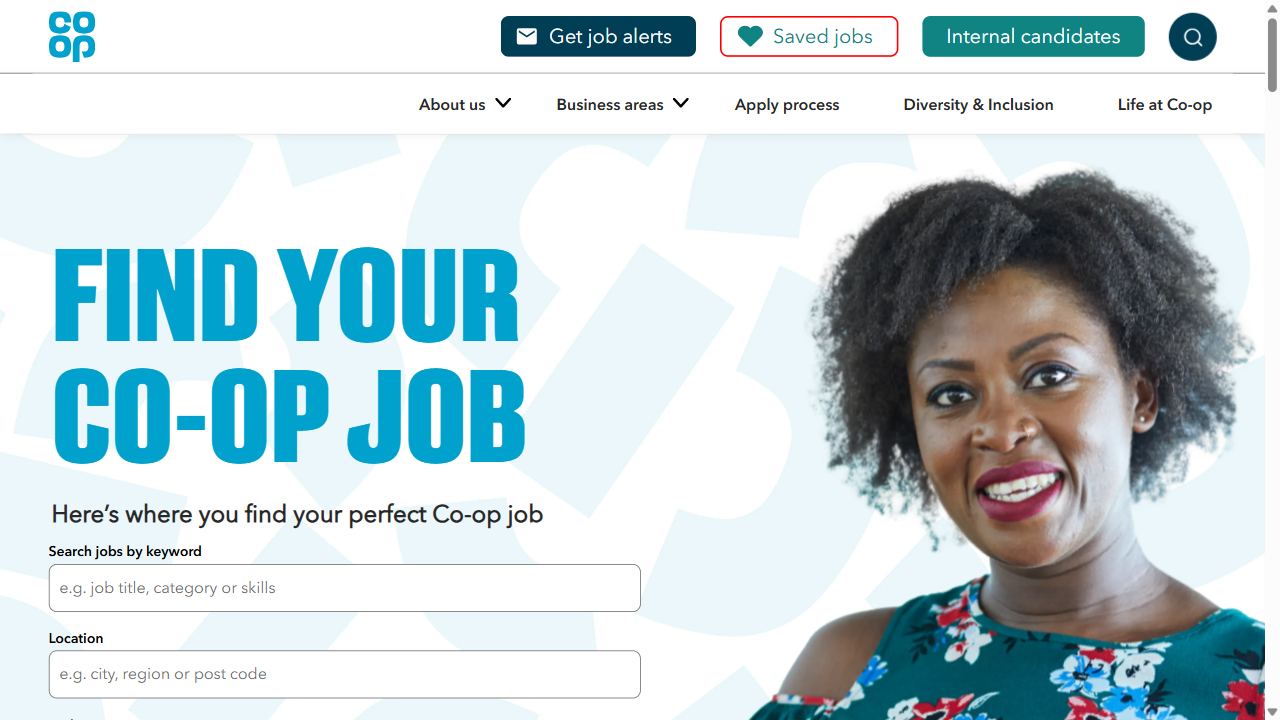 co
op
Get job alerts
Saved jobs
Internal candidates
About us
Business areas
Apply process
Diversity & Inclusion
Life at Co-op
FIND YOUR
CO-OP JOB
Here’s where you find your perfect Co-op job
Search jobs by keyword
e.g. job title, category or skills
Location
e.g. city, region or post code